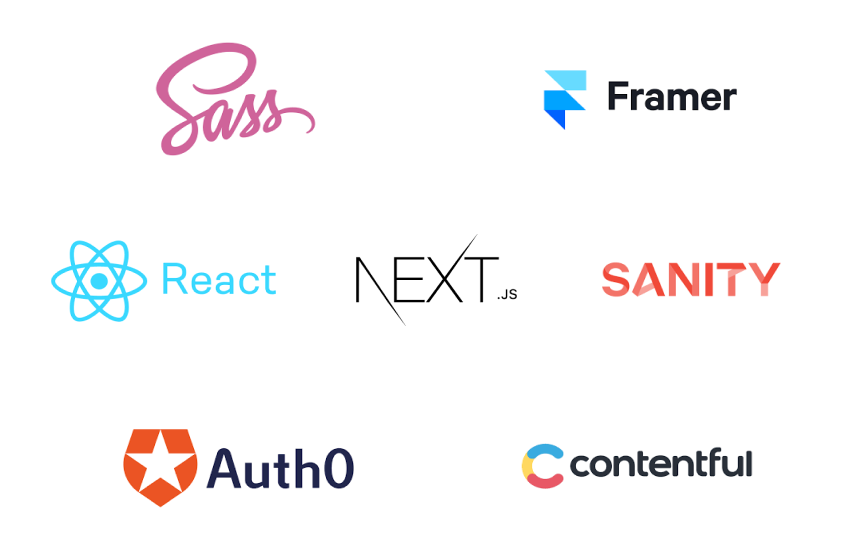 Sass
Framer
React
NEXT.JS
SANITY
Auth0
contentful